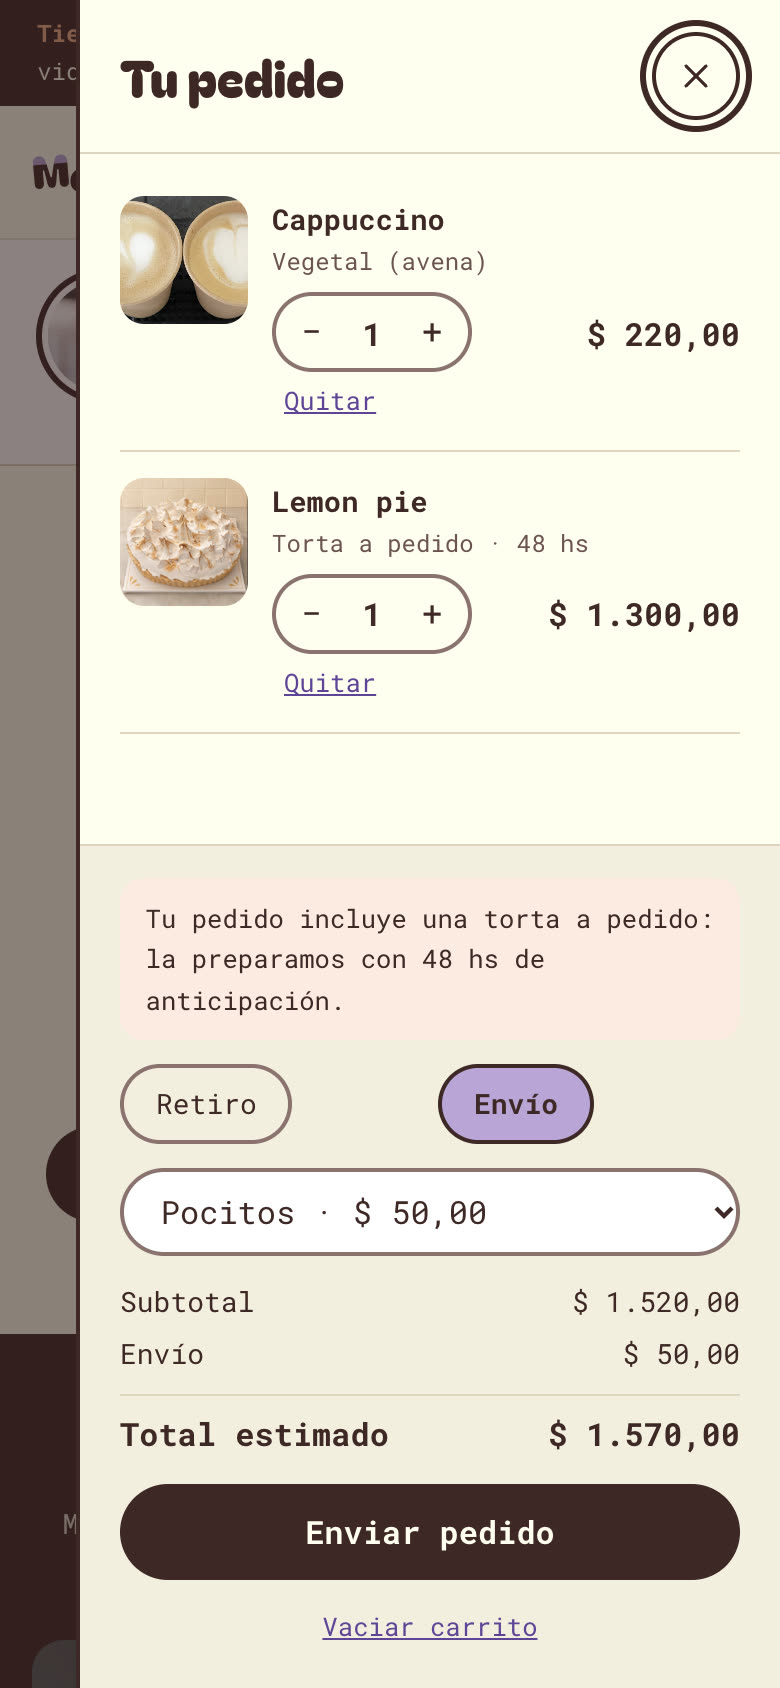 Tie
vid
Tu pedido
Cappuccino
Vegetal (avena)
− 1 +
$ 220,00
Quitar
Lemon pie
Torta a pedido · 48 hs
− 1 +
$ 1.300,00
Quitar
Tu pedido incluye una torta a pedido:
la preparamos con 48 hs de
anticipación.
Retiro
Envío
Pocitos · $ 50,00
Subtotal $ 1.520,00
Envío $ 50,00
Total estimado $ 1.570,00
Enviar pedido
M
Vaciar carrito